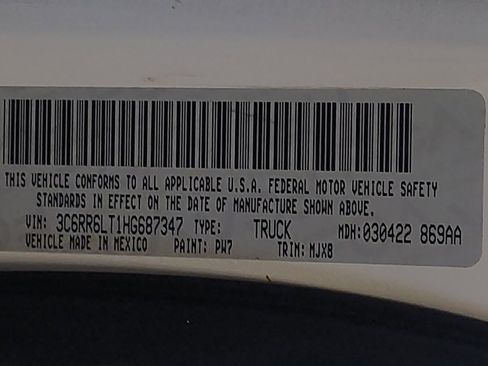 THIS VEHICLE CONFORMS TO ALL APPLICABLE U.S.A. FEDERAL MOTOR VEHICLE SAFETY
STANDARDS IN EFFECT ON THE DATE OF MANUFACTURE SHOWN ABOVE.
VIN: 3C6RR6LT1HG687347 TYPE: TRUCK MDH:030422 869AA
VEHICLE MADE IN MEXICO PAINT: PW7 TRIM: MJX8